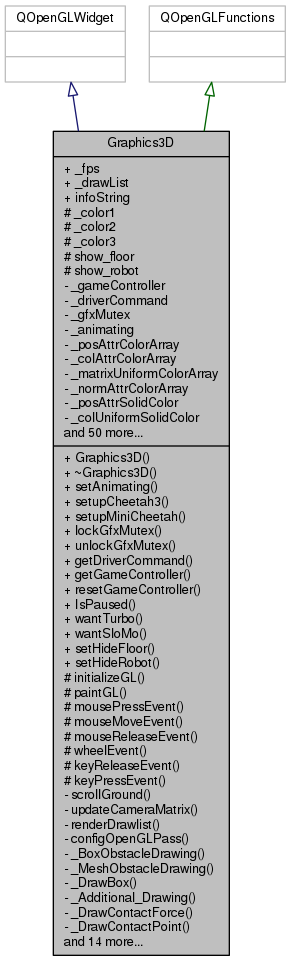 QOpenGLWidget
QOpenGLFunctions
Graphics3D
+ _fps
+ _drawList
+ infoString
# _color1
# _color2
# _color3
# show_floor
# show_robot
- _gameController
- _driverCommand
- _gfxMutex
- _animating
- _posAttrColorArray
- _colAttrColorArray
- _matrixUniformColorArray
- _normAttrColorArray
- _posAttrSolidColor
- _colUniformSolidColor
and 50 more...
+ Graphics3D()
+ ~Graphics3D()
+ setAnimating()
+ setupCheetah3()
+ setupMiniCheetah()
+ lockGfxMutex()
+ unlockGfxMutex()
+ getDriverCommand()
+ getGameController()
+ resetGameController()
+ IsPaused()
+ wantTurbo()
+ wantSloMo()
+ setHideFloor()
+ setHideRobot()
# initializeGL()
# paintGL()
# mousePressEvent()
# mouseMoveEvent()
# mouseReleaseEvent()
# wheelEvent()
# keyReleaseEvent()
# keyPressEvent()
- scrollGround()
- updateCameraMatrix()
- renderDrawlist()
- configOpenGLPass()
- _BoxObstacleDrawing()
- _MeshObstacleDrawing()
- _DrawBox()
- _Additional_Drawing()
- _DrawContactForce()
- _DrawContactPoint()
and 14 more...